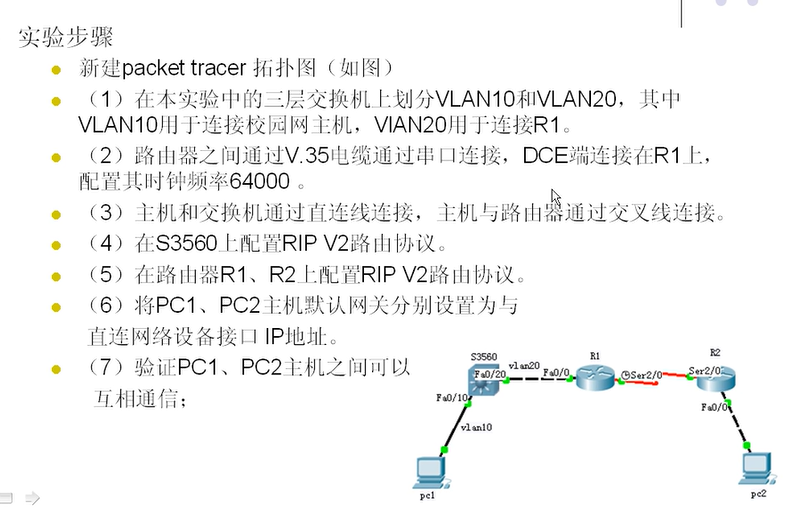 实验步骤
新建packet tracer 拓扑图（如图）
（1）在本实验中的三层交换机上划分VLAN10和VLAN20，其中
VLAN10用于连接校园网主机，VlAN20用于连接R1。
（2）路由器之间通过V.35电缆通过串口连接，DCE端连接在R1上，
配置其时钟频率64000 。
（3）主机和交换机通过直连线连接，主机与路由器通过交叉线连接。
（4）在S3560上配置RIP V2路由协议。
（5）在路由器R1、R2上配置RIP V2路由协议。
（6）将PC1、PC2主机默认网关分别设置为与
直连网络设备接口 IP地址。
（7）验证PC1、PC2主机之间可以
互相通信；
S3560
R1
R2
vlan20
Fa0/20
Fa0/0
Ser2/0
Ser2/0
Fa0/10
Fa0/0
vlan10
pc1
pc2